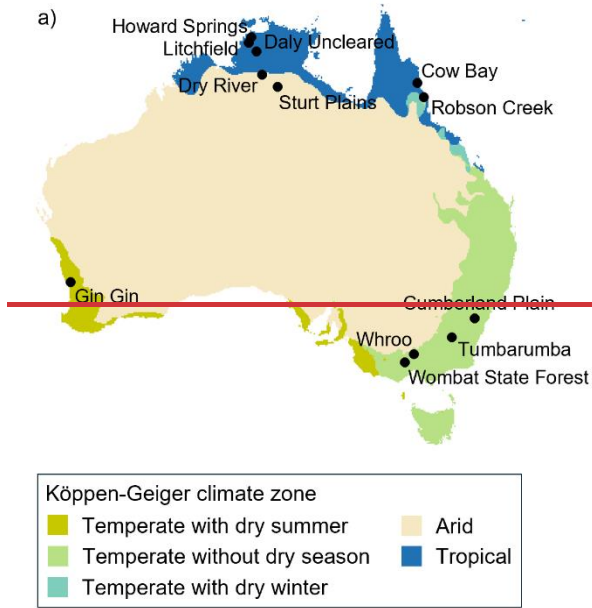 a)
Howard Springs
Litchfield
Daly Uncleared
Dry River
Sturt Plains
Cow Bay
Robson Creek
Gin Gin
Cumberland Plain
Whroo
Tumbarumba
Wombat State Forest
Köppen-Geiger climate zone
Temperate with dry summer
Arid
Temperate without dry season
Tropical
Temperate with dry winter